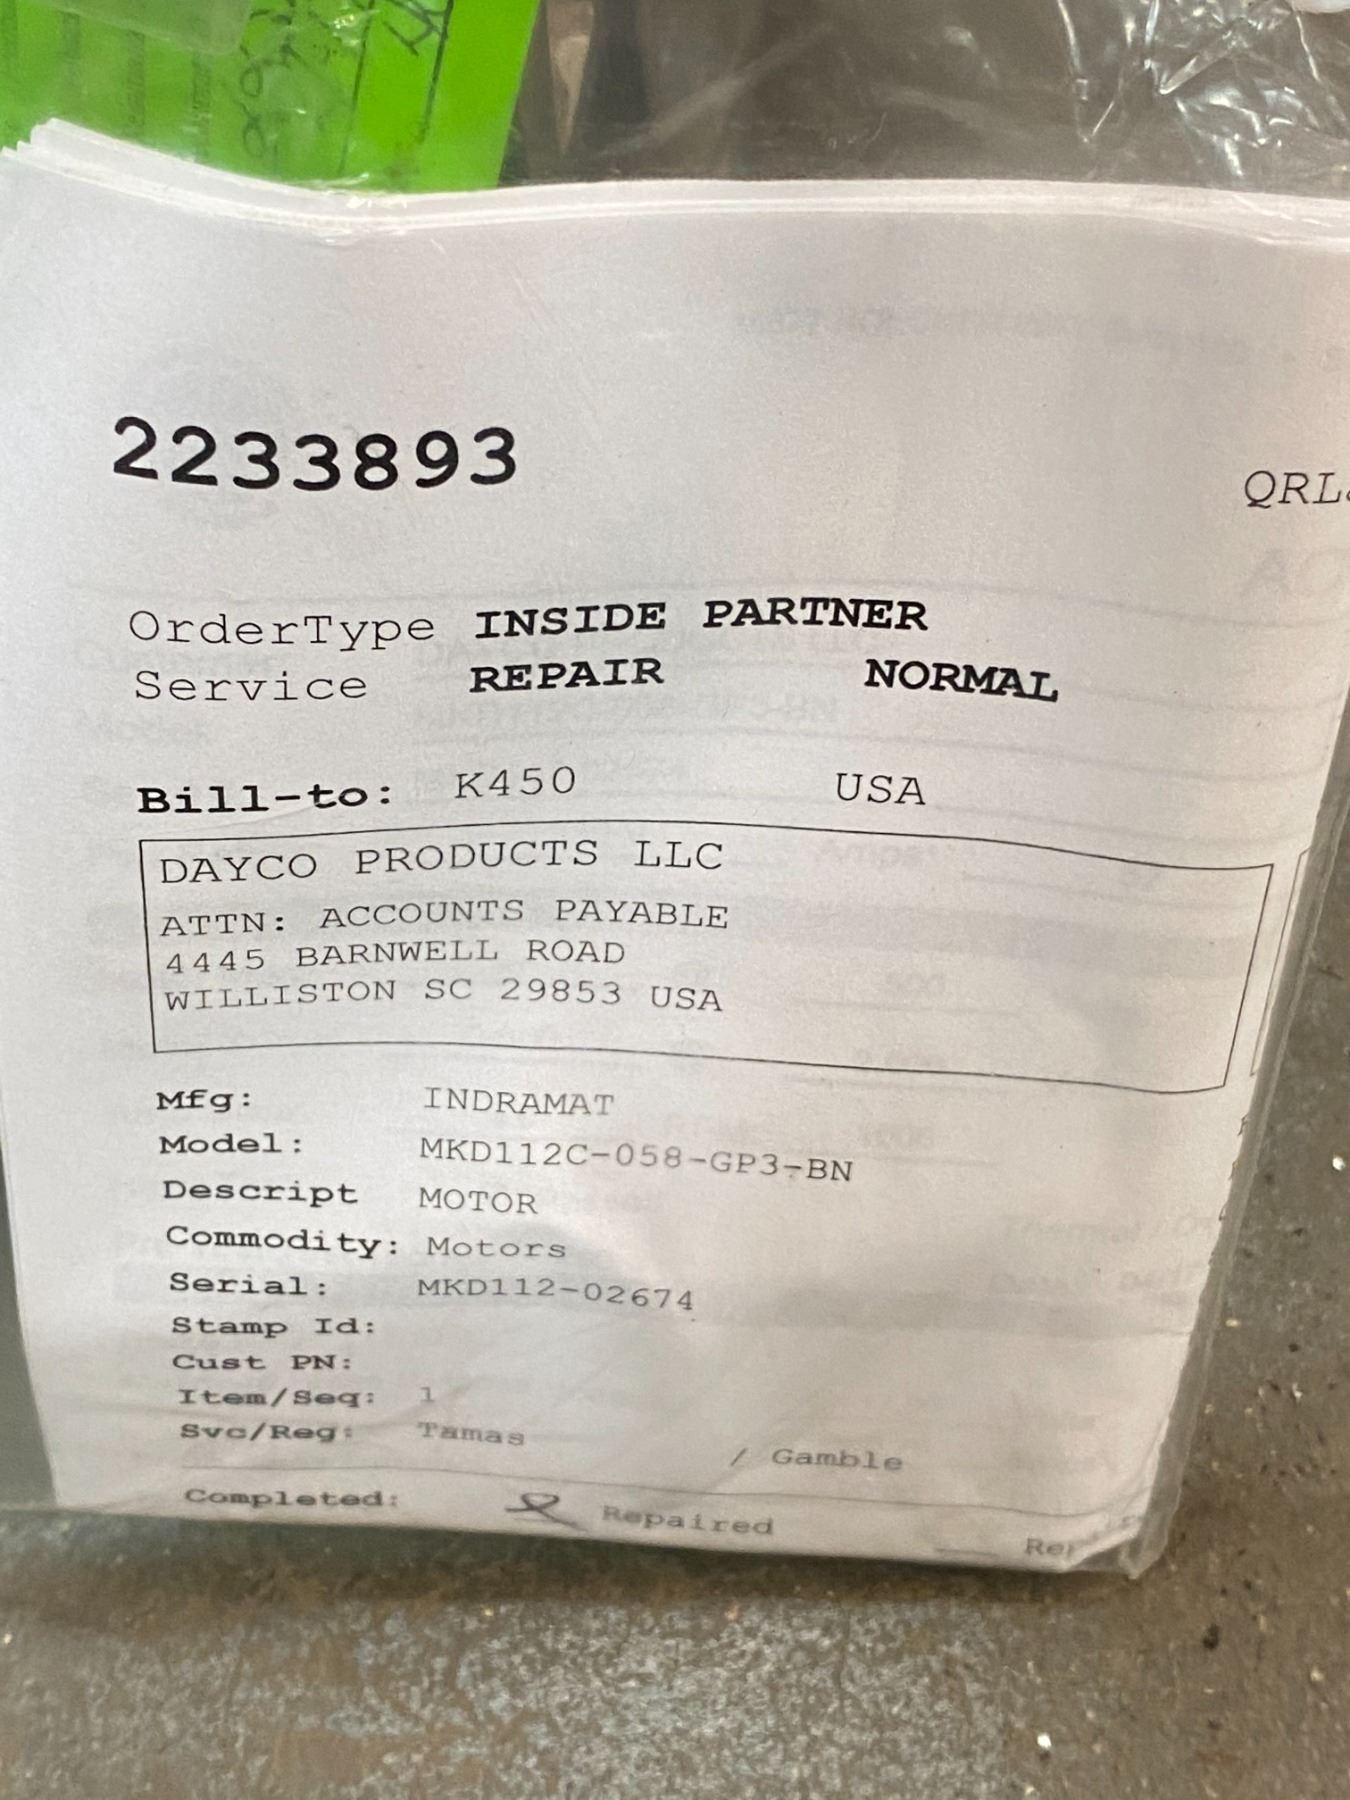 2233893
QRL
OrderType INSIDE PARTNER
Service REPAIR NORMAL
Bill-to: K450 USA
DAYCO PRODUCTS LLC
ATTN: ACCOUNTS PAYABLE
4445 BARNWELL ROAD
WILLISTON SC 29853 USA
Mfg: INDRAMAT
Model: MKD112C-058-GP3-BN
Descript MOTOR
Commodity: Motors
Serial: MKD112-02674
Stamp Id:
Cust PN:
Item/Seq: 1
Svc/Reg: Tamas / Gamble
Completed: Repaired